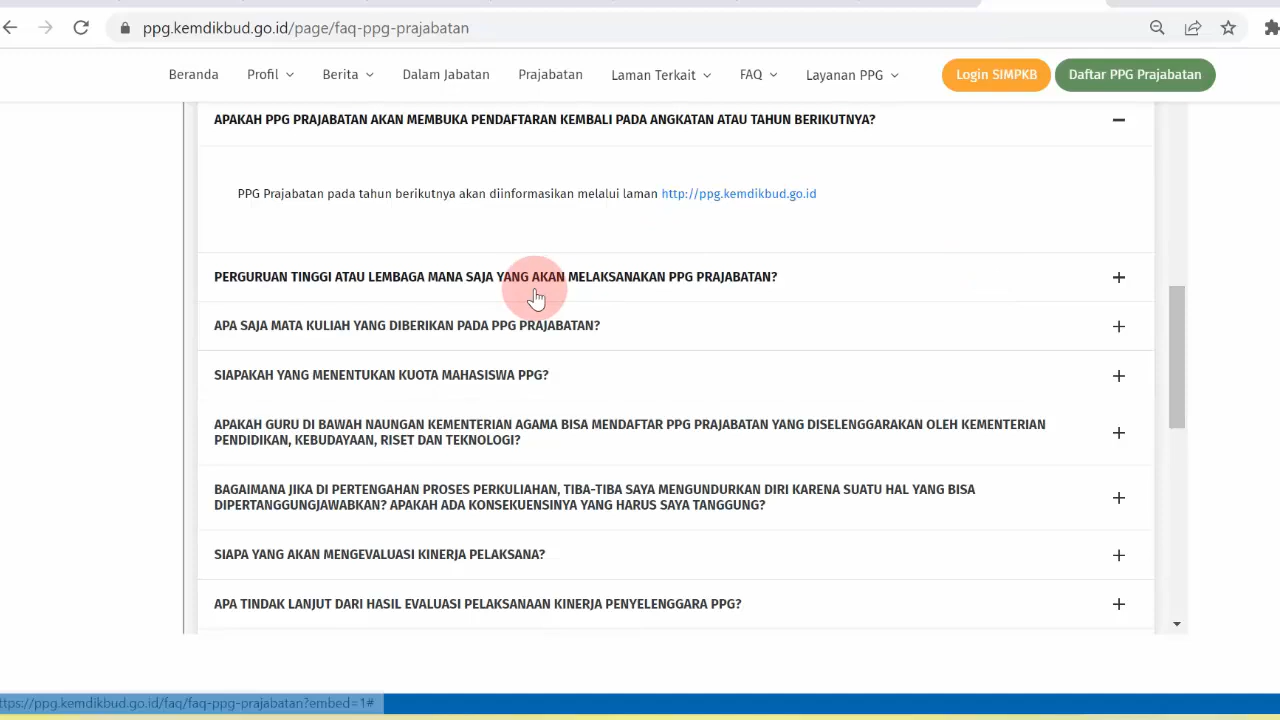 ppg.kemdikbud.go.id/page/faq-ppg-prajabatan
Beranda Profil Berita Dalam Jabatan Prajabatan Laman Terkait FAQ Layanan PPG Login SIMPKB Daftar PPG Prajabatan
APAKAH PPG PRAJABATAN AKAN MEMBUKA PENDAFTARAN KEMBALI PADA ANGKATAN ATAU TAHUN BERIKUTNYA?
PPG Prajabatan pada tahun berikutnya akan diinformasikan melalui laman http://ppg.kemdikbud.go.id
PERGURUAN TINGGI ATAU LEMBAGA MANA SAJA YANG AKAN MELAKSANAKAN PPG PRAJABATAN?
APA SAJA MATA KULIAH YANG DIBERIKAN PADA PPG PRAJABATAN?
SIAPAKAH YANG MENENTUKAN KUOTA MAHASISWA PPG?
APAKAH GURU DI BAWAH NAUNGAN KEMENTERIAN AGAMA BISA MENDAFTAR PPG PRAJABATAN YANG DISELENGGARAKAN OLEH KEMENTERIAN
PENDIDIKAN, KEBUDAYAAN, RISET DAN TEKNOLOGI?
BAGAIMANA JIKA DI PERTENGAHAN PROSES PERKULIAHAN, TIBA-TIBA SAYA MENGUNDURKAN DIRI KARENA SUATU HAL YANG BISA
DIPERTANGGUNGJAWABKAN? APAKAH ADA KONSEKUENSINYA YANG HARUS SAYA TANGGUNG?
SIAPA YANG AKAN MENGEVALUASI KINERJA PELAKSANA?
APA TINDAK LANJUT DARI HASIL EVALUASI PELAKSANAAN KINERJA PENYELENGGARA PPG?
ttps://ppg.kemdikbud.go.id/faq/faq-ppg-prajabatan?embed=1#